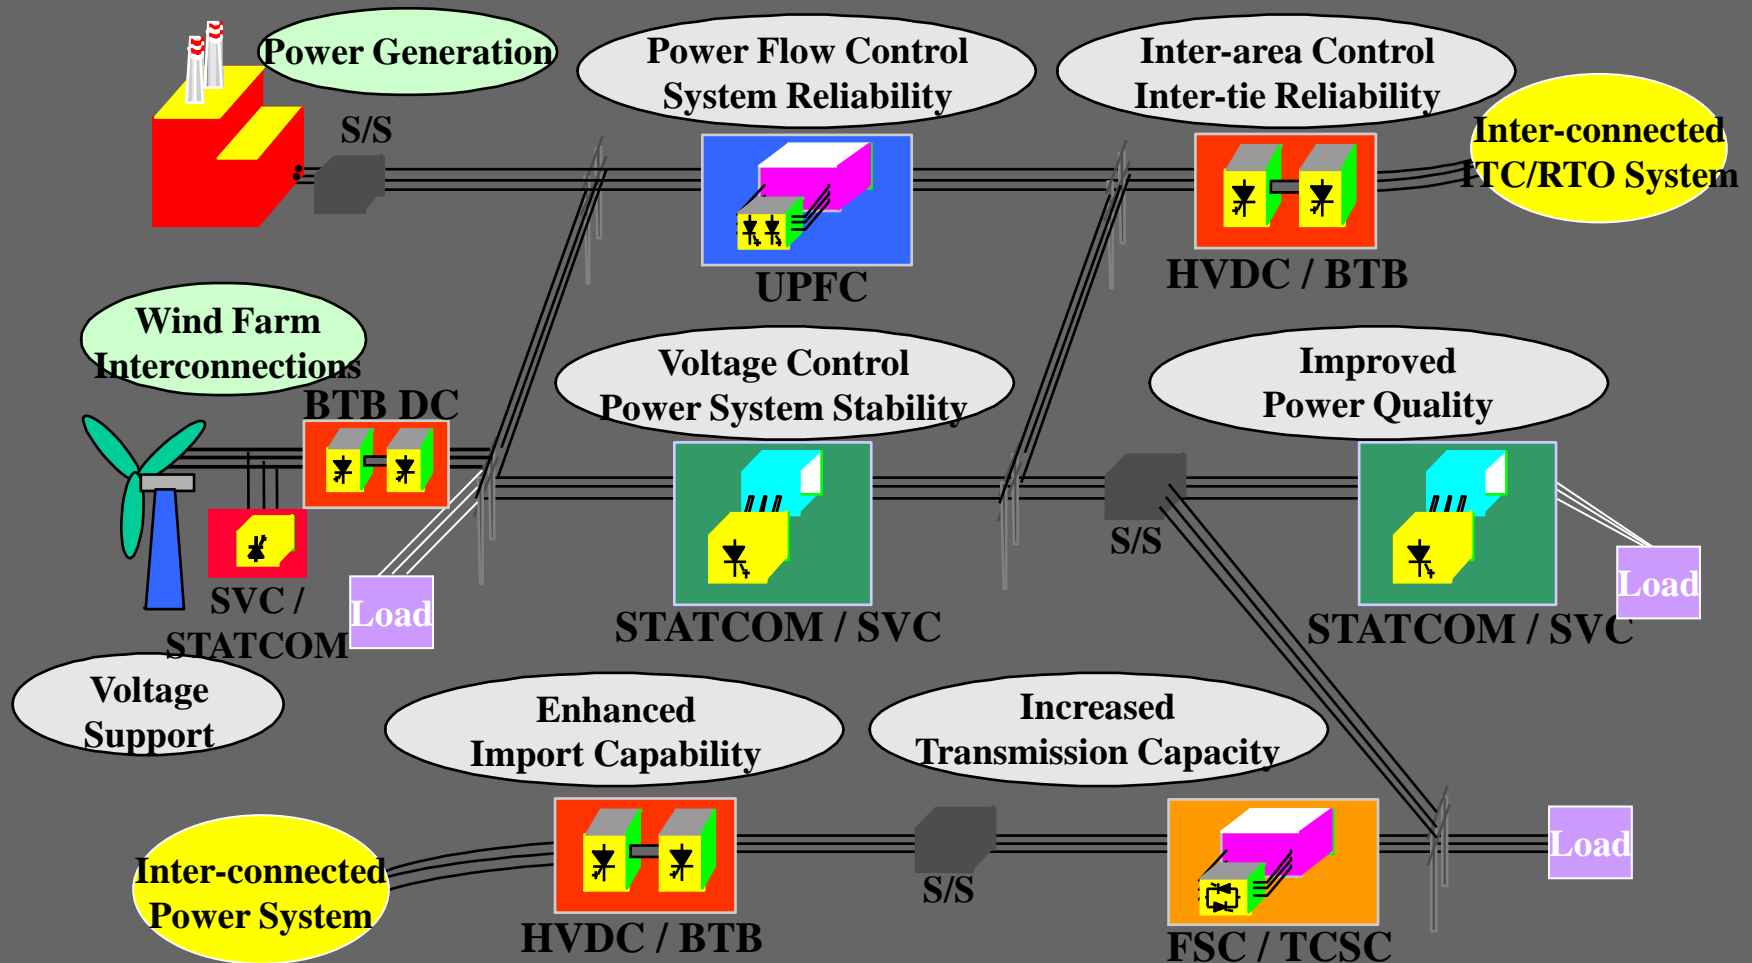 Power Generation
Power Flow Control
System Reliability
Inter-area Control
Inter-tie Reliability
S/S
Inter-connected
ITC/RTO System
UPFC
HVDC / BTB
Wind Farm
Interconnections
BTB DC
Voltage Control
Power System Stability
Improved
Power Quality
S/S
SVC /
STATCOM
Load
STATCOM / SVC
Load
STATCOM / SVC
Voltage
Support
Enhanced
Import Capability
Increased
Transmission Capacity
Inter-connected
Power System
HVDC / BTB
S/S
FSC / TCSC
Load